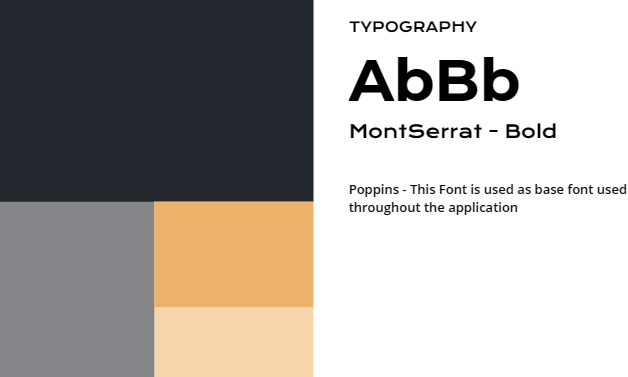 TYPOGRAPHY
AbBb
MontSerrat - Bold
Poppins - This Font is used as base font used
throughout the application